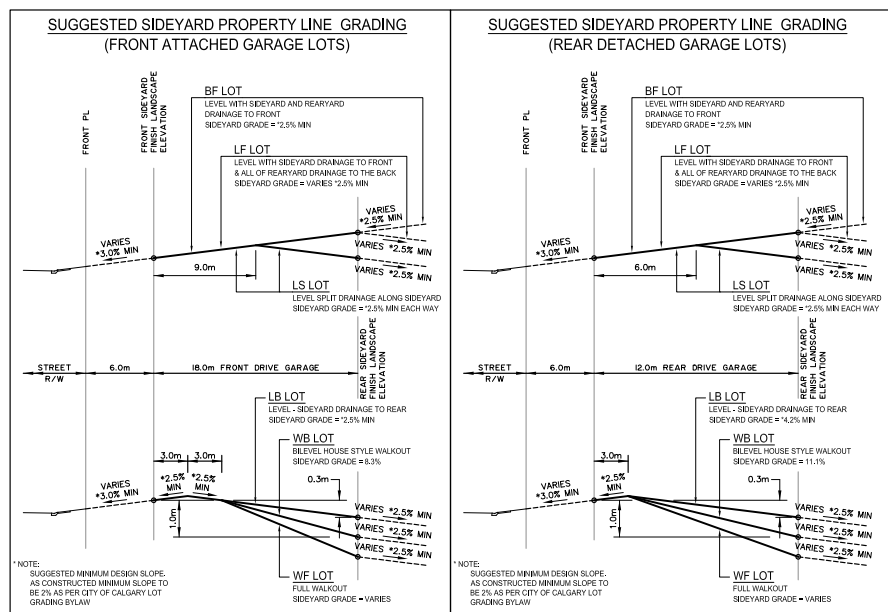 SUGGESTED SIDEYARD PROPERTY LINE GRADING
(FRONT ATTACHED GARAGE LOTS)
FRONT PL
FRONT SIDEYARD
FINISH LANDSCAPE
ELEVATION
BF LOT
LEVEL WITH SIDEYARD AND REARYARD
DRAINAGE TO FRONT
SIDEYARD GRADE = *2.5% MIN
LF LOT
LEVEL WITH SIDEYARD DRAINAGE TO FRONT
& ALL OF REARYARD DRAINAGE TO THE BACK
SIDEYARD GRADE = VARIES *2.5% MIN
VARIES
*2.5% MIN
VARIES *2.5% MIN
VARIES *2.5% MIN
VARIES
*3.0% MIN
9.0m
LS LOT
LEVEL SPLIT DRAINAGE ALONG SIDEYARD
SIDEYARD GRADE = *2.5% MIN EACH WAY
STREET
R/W
6.0m
18.0m FRONT DRIVE GARAGE
REAR SIDEYARD
FINISH LANDSCAPE
ELEVATION
LB LOT
LEVEL - SIDEYARD DRAINAGE TO REAR
SIDEYARD GRADE = *2.5% MIN
WB LOT
BILEVEL HOUSE STYLE WALKOUT
SIDEYARD GRADE = 8.3%
3.0m
3.0m
*2.5%
MIN
*2.5%
MIN
0.3m
VARIES
*3.0% MIN
1.0m
VARIES *2.5% MIN
VARIES *2.5% MIN
VARIES *2.5% MIN
WF LOT
FULL WALKOUT
SIDEYARD GRADE = VARIES
* NOTE:
SUGGESTED MINIMUM DESIGN SLOPE.
AS CONSTRUCTED MINIMUM SLOPE TO
BE 2% AS PER CITY OF CALGARY LOT
GRADING BYLAW
SUGGESTED SIDEYARD PROPERTY LINE GRADING
(REAR DETACHED GARAGE LOTS)
FRONT PL
FRONT SIDEYARD
FINISH LANDSCAPE
ELEVATION
BF LOT
LEVEL WITH SIDEYARD AND REARYARD
DRAINAGE TO FRONT
SIDEYARD GRADE = *2.5% MIN
LF LOT
LEVEL WITH SIDEYARD DRAINAGE TO FRONT
& ALL OF REARYARD DRAINAGE TO THE BACK
SIDEYARD GRADE = VARIES *2.5% MIN
VARIES
*2.5% MIN
VARIES *2.5% MIN
VARIES *2.5% MIN
VARIES
*3.0% MIN
6.0m
LS LOT
LEVEL SPLIT DRAINAGE ALONG SIDEYARD
SIDEYARD GRADE = *2.5% MIN EACH WAY
STREET
R/W
6.0m
12.0m REAR DRIVE GARAGE
REAR SIDEYARD
FINISH LANDSCAPE
ELEVATION
LB LOT
LEVEL - SIDEYARD DRAINAGE TO REAR
SIDEYARD GRADE = *4.2% MIN
WB LOT
BILEVEL HOUSE STYLE WALKOUT
SIDEYARD GRADE = 11.1%
3.0m
*2.5%
MIN
0.3m
VARIES
*3.0% MIN
1.0m
VARIES *2.5% MIN
VARIES *2.5% MIN
VARIES *2.5% MIN
WF LOT
FULL WALKOUT
SIDEYARD GRADE = VARIES
* NOTE:
SUGGESTED MINIMUM DESIGN SLOPE.
AS CONSTRUCTED MINIMUM SLOPE TO
BE 2% AS PER CITY OF CALGARY LOT
GRADING BYLAW